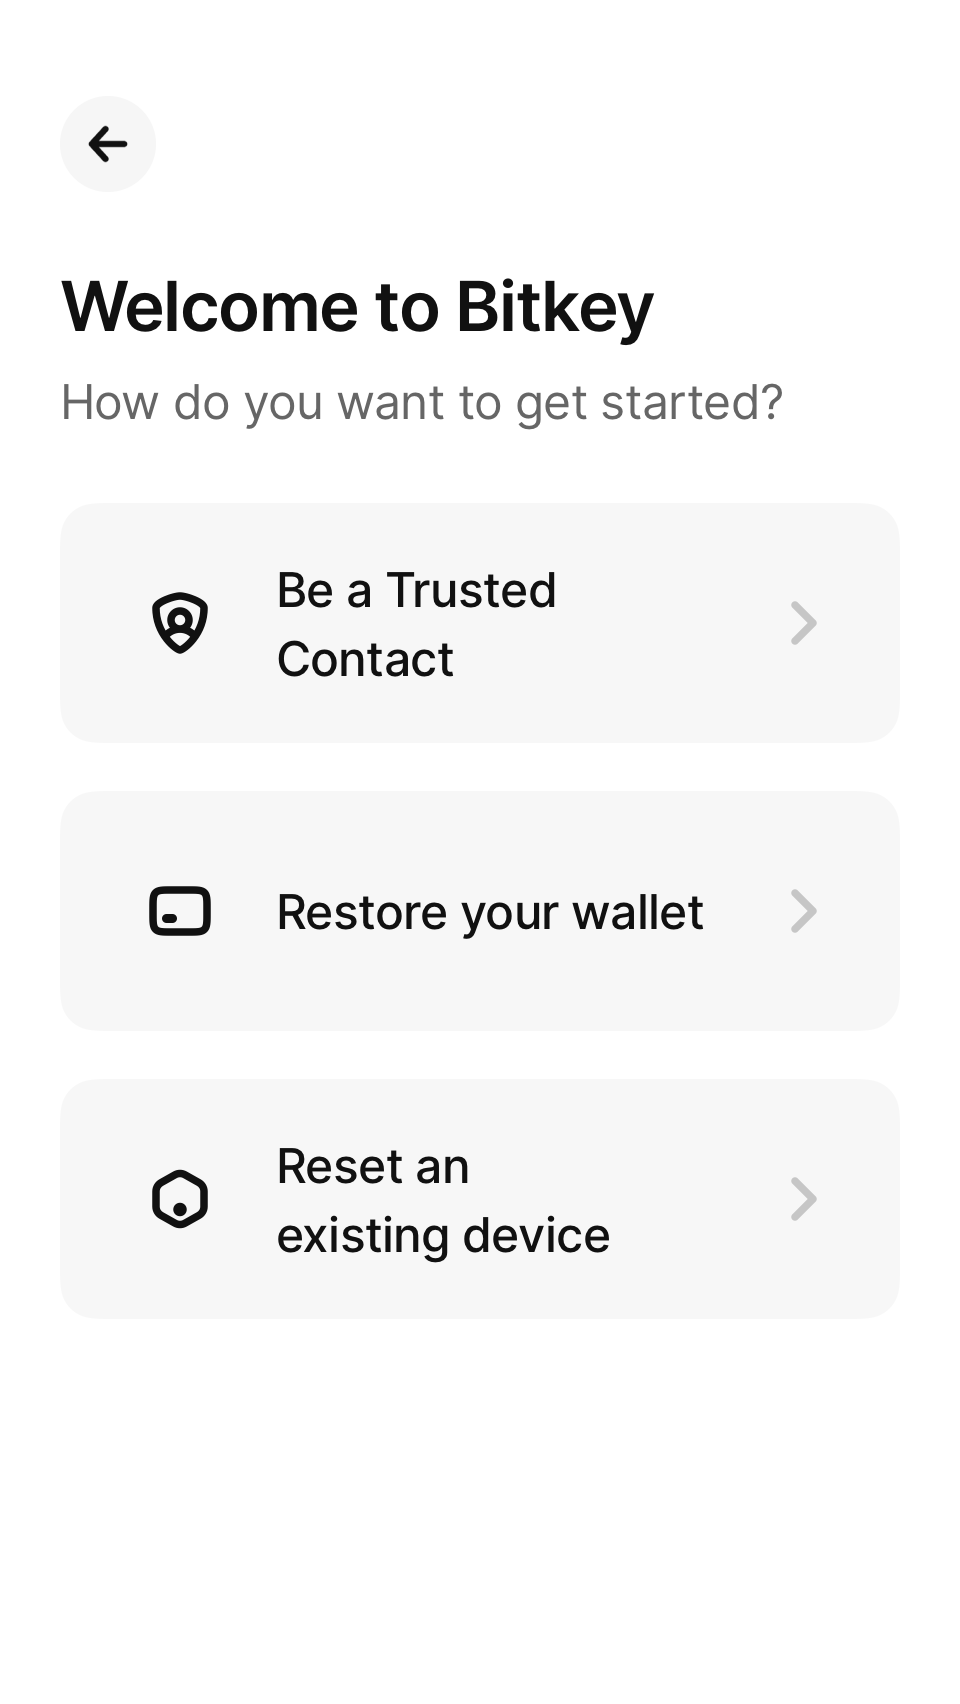 Welcome to Bitkey
How do you want to get started?
Be a Trusted
Contact
Restore your wallet
Reset an
existing device